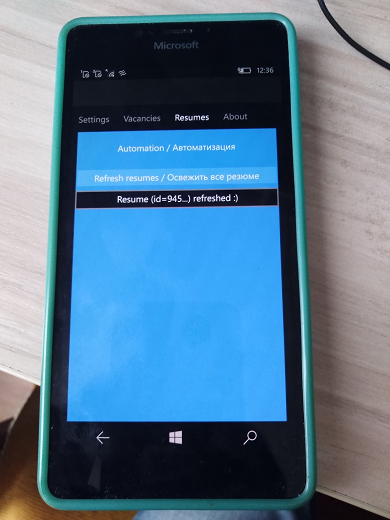 Microsoft
12:36
Settings Vacancies Resumes About
Automation / Автоматизация
Refresh resumes / Освежить все резюме
Resume (id=945...) refreshed :)